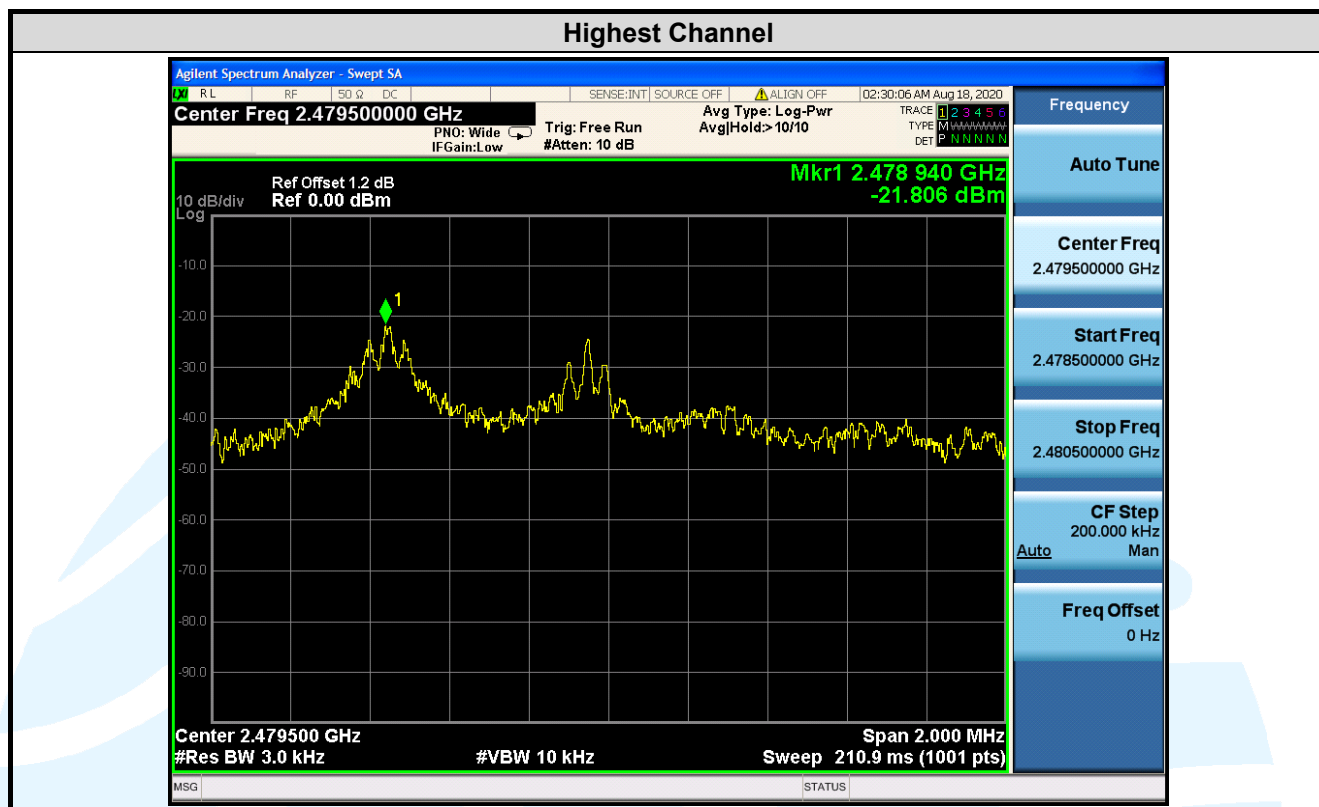 Highest Channel
Agilent Spectrum Analyzer - Swept SA
LXI RL RF 50 Ω DC SENSE:INT SOURCE OFF ALIGN OFF 02:30:06 AM Aug 18, 2020
Center Freq 2.479500000 GHz
PNO: Wide
IFGain:Low
Trig: Free Run
#Atten: 10 dB
Avg Type: Log-Pwr
Avg|Hold:>10/10
TRACE 1 2 3 4 5 6
TYPE M
DET P N N N N N
Mkr1 2.478 940 GHz
-21.806 dBm
Ref Offset 1.2 dB
10 dB/div Ref 0.00 dBm
Log
1
-10.0
-20.0
-30.0
-40.0
-50.0
-60.0
-70.0
-80.0
-90.0
Center 2.479500 GHz Span 2.000 MHz
#Res BW 3.0 kHz #VBW 10 kHz Sweep 210.9 ms (1001 pts)
MSG STATUS
Frequency
Auto Tune
Center Freq
2.479500000 GHz
Start Freq
2.478500000 GHz
Stop Freq
2.480500000 GHz
CF Step
200.000 kHz
Auto Man
Freq Offset
0 Hz